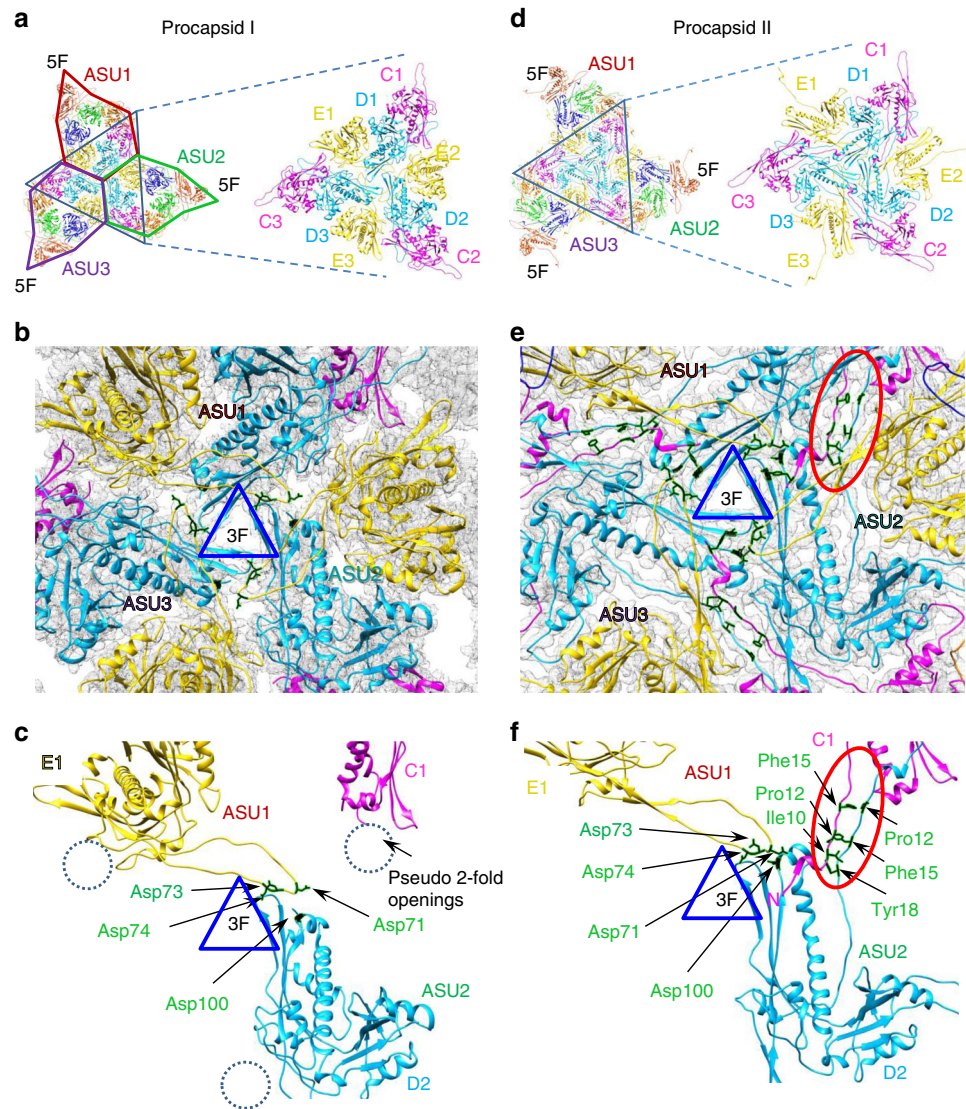 a
Procapsid I
5F
ASU1
ASU2
5F
ASU3
5F
C1
D1
E1
E2
C3
D3
D2
E3
C2
d
Procapsid II
5F
ASU1
5F
ASU3
ASU2
5F
E1
C1
D1
E2
C3
D3
D2
E3
C2
b
ASU1
3F
ASU2
ASU3
e
ASU1
3F
ASU2
ASU3
c
E1
C1
ASU1
Pseudo 2-fold
openings
Asp73
Asp74
3F
Asp71
Asp100
ASU2
D2
f
C1
E1
ASU1
Phe15
Pro12
Ile10
Asp73
Asp74
Pro12
Phe15
3F
N
Tyr18
Asp71
ASU2
Asp100
D2